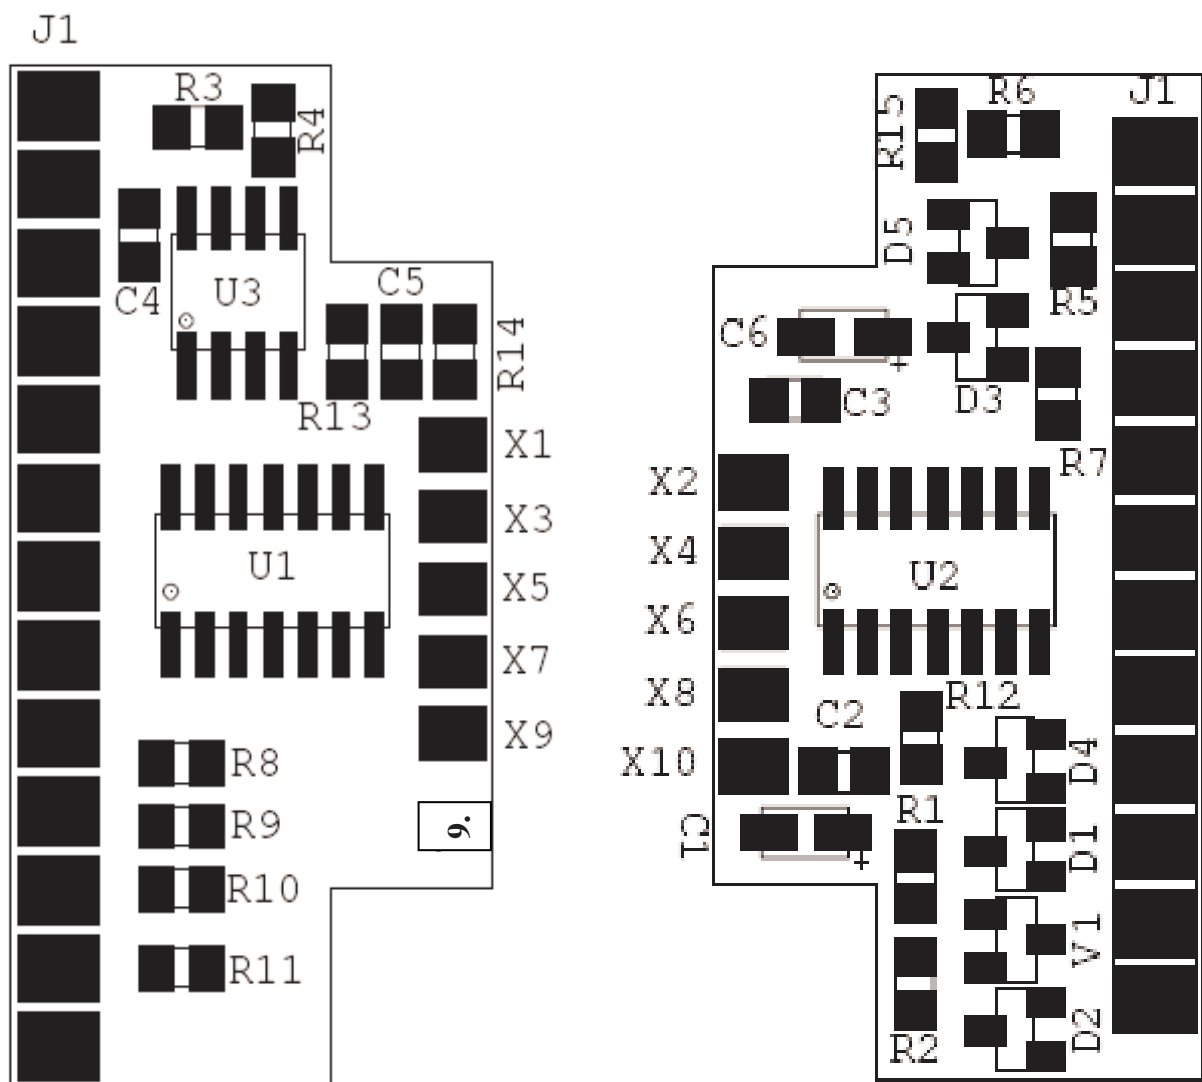 J1
R3
R4
C4
U3
C5
R14
R13
X1
X3
U1
X5
X7
X9
R8
9.
R9
R10
R11
J1
R6
R15
D5
R5
C6
+
C3
D3
R7
X2
X4
U2
X6
X8
R12
C2
D4
X10
R1
C1
+
D1
V1
D2
R2